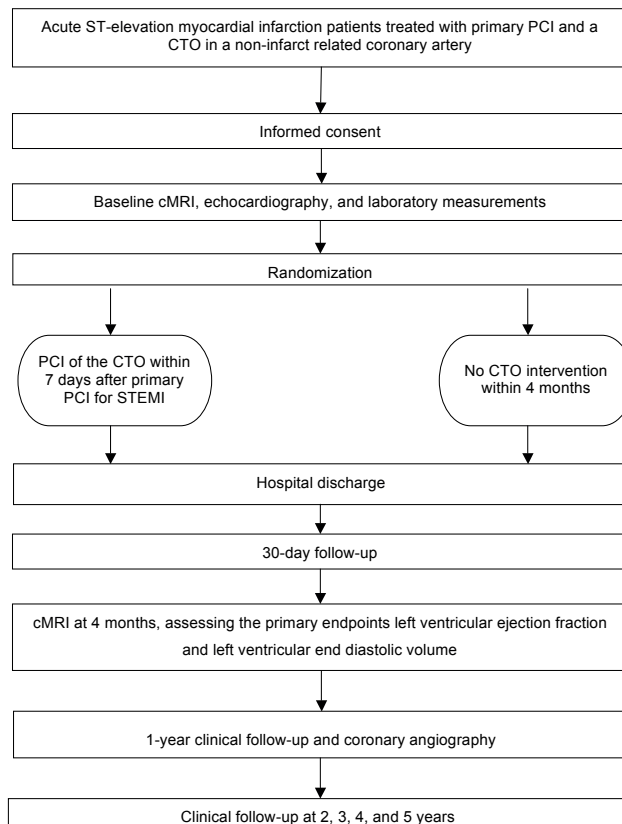 Acute ST-elevation myocardial infarction patients treated with primary PCI and a
CTO in a non-infarct related coronary artery
Informed consent
Baseline cMRI, echocardiography, and laboratory measurements
Randomization
PCI of the CTO within
7 days after primary
PCI for STEMI
No CTO intervention
within 4 months
Hospital discharge
30-day follow-up
cMRI at 4 months, assessing the primary endpoints left ventricular ejection fraction
and left ventricular end diastolic volume
1-year clinical follow-up and coronary angiography
Clinical follow-up at 2, 3, 4, and 5 years